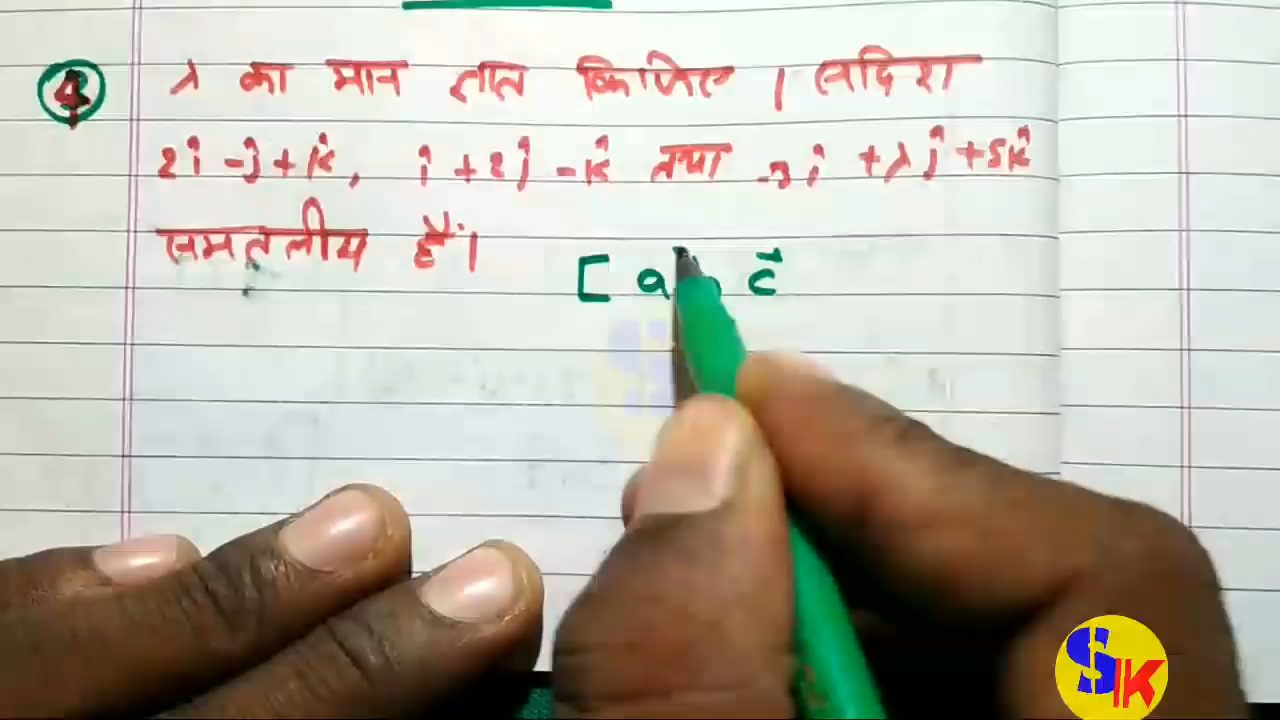 4 λ का मान ज्ञात किजिए । सदिश
2î - ĵ + k̂, î + 2ĵ - k̂ तथा -3î + λĵ + 5k̂
समतलीय हैं।
[ a b c⃗
SK